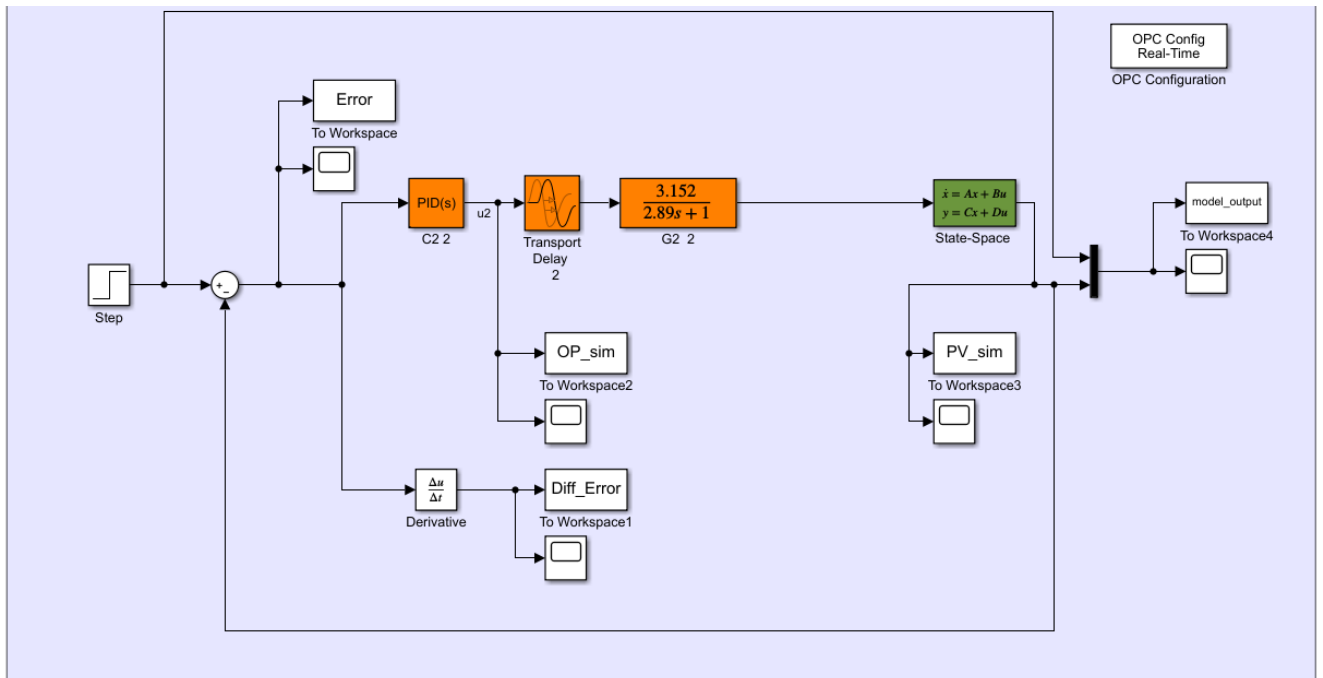 OPC Config
Real-Time
OPC Configuration
Error
To Workspace
PID(s)
C2 2
u2
Transport
Delay
2
3.152
2.89s + 1
G2 2
ẋ = Ax + Bu
y = Cx + Du
State-Space
model_output
To Workspace4
+
−
Step
OP_sim
To Workspace2
PV_sim
To Workspace3
Δu
Δt
Derivative
Diff_Error
To Workspace1